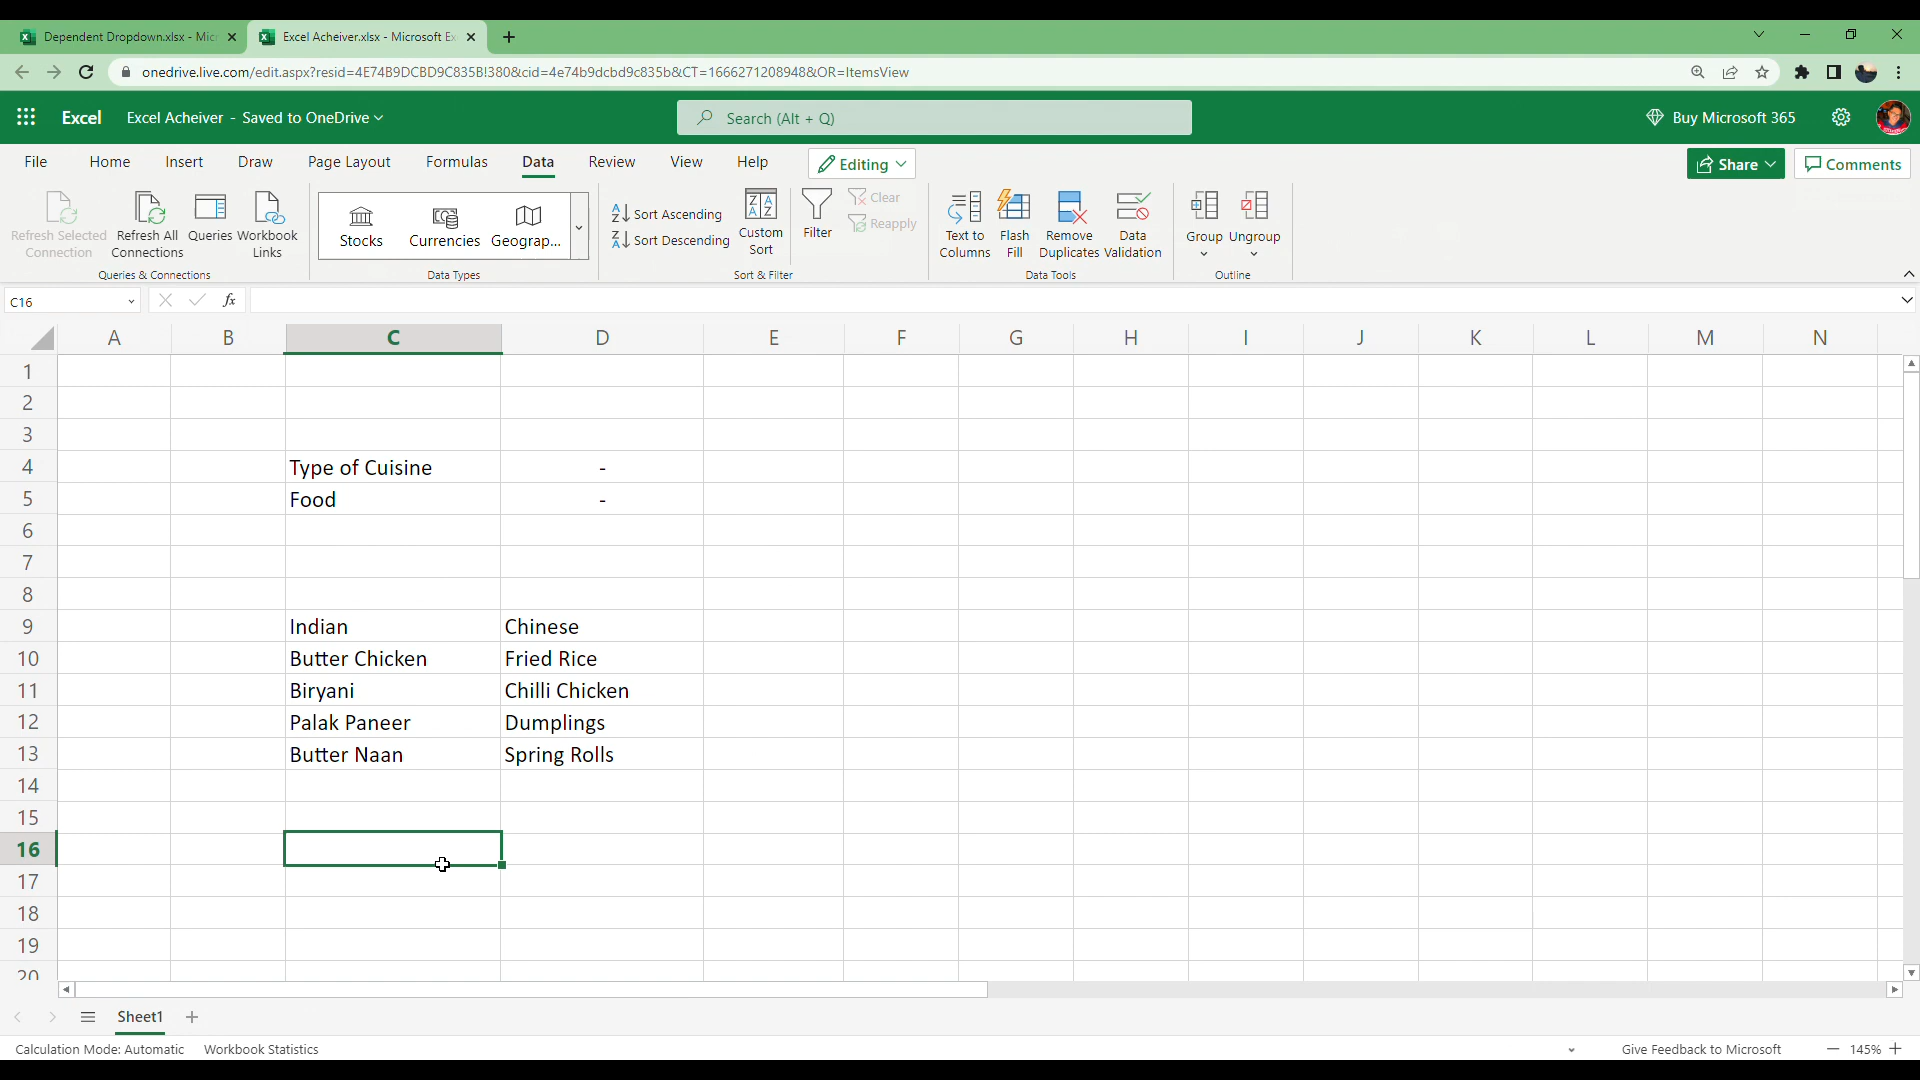 Dependent Dropdown.xlsx - Micr
Excel Acheiver.xlsx - Microsoft Ex
onedrive.live.com/edit.aspx?resid=4E74B9DCBD9C835B!380&cid=4e74b9dcbd9c835b&CT=1666271208948&OR=ItemsView
Excel
Excel Acheiver - Saved to OneDrive
Search (Alt + Q)
Buy Microsoft 365
File
Home
Insert
Draw
Page Layout
Formulas
Data
Review
View
Help
Editing
Share
Comments
Refresh Selected
Connection
Refresh All
Connections
Queries
Workbook
Links
Queries & Connections
Stocks
Currencies
Geograp...
Data Types
Sort Ascending
Sort Descending
Custom
Sort
Filter
Clear
Reapply
Sort & Filter
Text to
Columns
Flash
Fill
Remove
Duplicates
Data
Validation
Data Tools
Group
Ungroup
Outline
C16
fx
A B C D E F G H I J K L M N
1
2
3
4 Type of Cuisine -
5 Food -
6
7
8
9 Indian Chinese
10 Butter Chicken Fried Rice
11 Biryani Chilli Chicken
12 Palak Paneer Dumplings
13 Butter Naan Spring Rolls
14
15
16
17
18
19
20
Sheet1
Calculation Mode: Automatic
Workbook Statistics
Give Feedback to Microsoft
145%